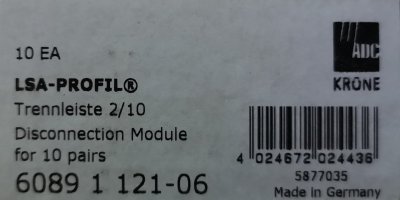 10 EA
LSA-PROFIL®
Trennleiste 2/10
Disconnection Module
for 10 pairs
6089 1 121-06
ADC
KRONE
4 024672 024436
5877035
Made in Germany